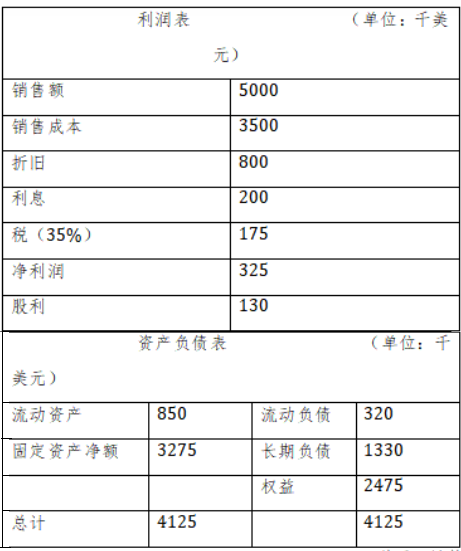 利润表 （单位：千美
元）
销售额 5000
销售成本 3500
折旧 800
利息 200
税（35%） 175
净利润 325
股利 130
资产负债表 （单位：千
美元）
流动资产 850 流动负债 320
固定资产净额 3275 长期负债 1330
权益 2475
总计 4125 4125